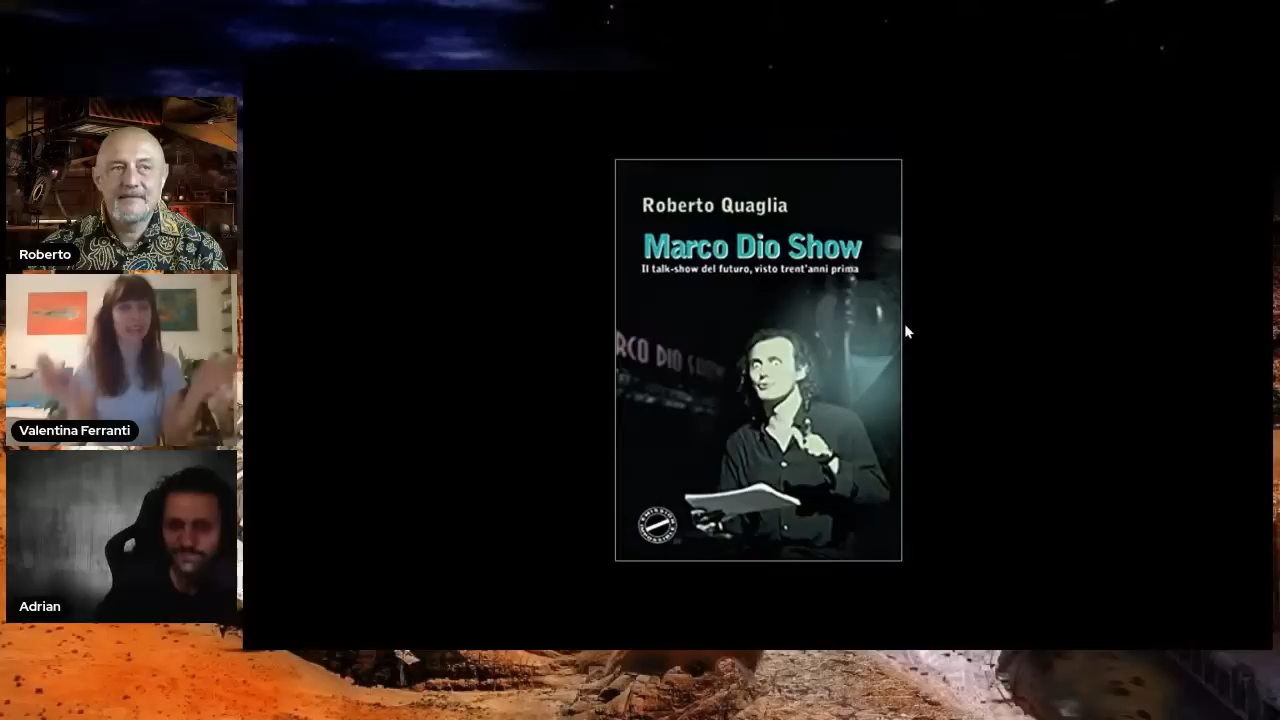 Roberto
Valentina Ferranti
Adrian
Roberto Quaglia
Marco Dio Show
Il talk-show del futuro, visto trent'anni prima
RCO DIO SHOW